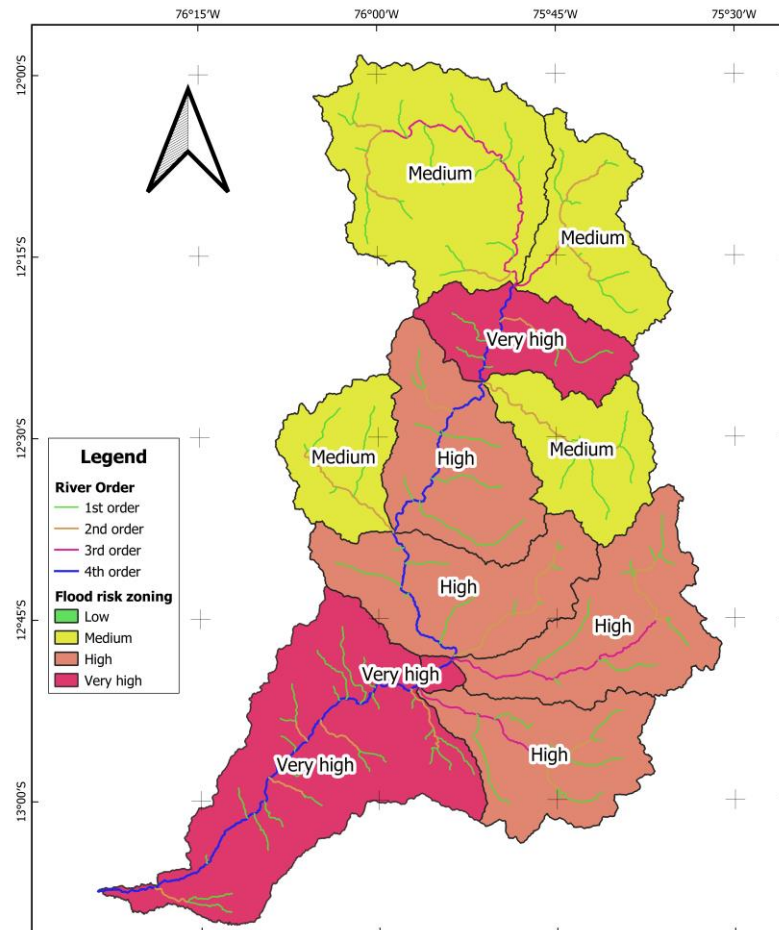 76°15'W 76°00'W 75°45'W 75°30'W
12°00'S
12°15'S
12°30'S
12°45'S
13°00'S
Medium
Medium
Very high
Medium
Medium
High
High
High
Very high
High
Very high
Legend
River Order
1st order
2nd order
3rd order
4th order
Flood risk zoning
Low
Medium
High
Very high